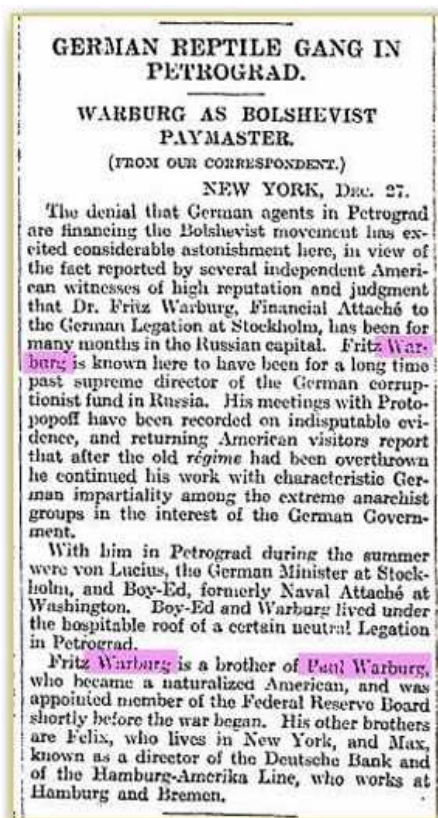 GERMAN REPTILE GANG IN
PETROGRAD.
WARBURG AS BOLSHEVIST
PAYMASTER.
(FROM OUR CORRESPONDENT.)
NEW YORK, DEC. 27.
The denial that German agents in Petrograd
are financing the Bolshevist movement has ex-
cited considerable astonishment here, in view of
the fact reported by several independent Ameri-
can witnesses of high reputation and judgment
that Dr. Fritz Warburg, Financial Attaché to
the German Legation at Stockholm, has been for
many months in the Russian capital. Fritz War-
burg is known here to have been for a long time
past supreme director of the German corrup-
tionist fund in Russia. His meetings with Proto-
popoff have been recorded on indisputable evi-
dence, and returning American visitors report
that after the old régime had been overthrown
he continued his work with characteristic Ger-
man impartiality among the extreme anarchist
groups in the interest of the German Govern-
ment.
With him in Petrograd during the summer
were von Lucius, the German Minister at Stock-
holm, and Boy-Ed, formerly Naval Attaché at
Washington. Boy-Ed and Warburg lived under
the hospitable roof of a certain neutral Legation
in Petrograd.
Fritz Warburg is a brother of Paul Warburg,
who became a naturalized American, and was
appointed member of the Federal Reserve Board
shortly before the war began. His other brothers
are Felix, who lives in New York, and Max,
known as a director of the Deutsche Bank and
of the Hamburg-Amerika Line, who works at
Hamburg and Bremen.